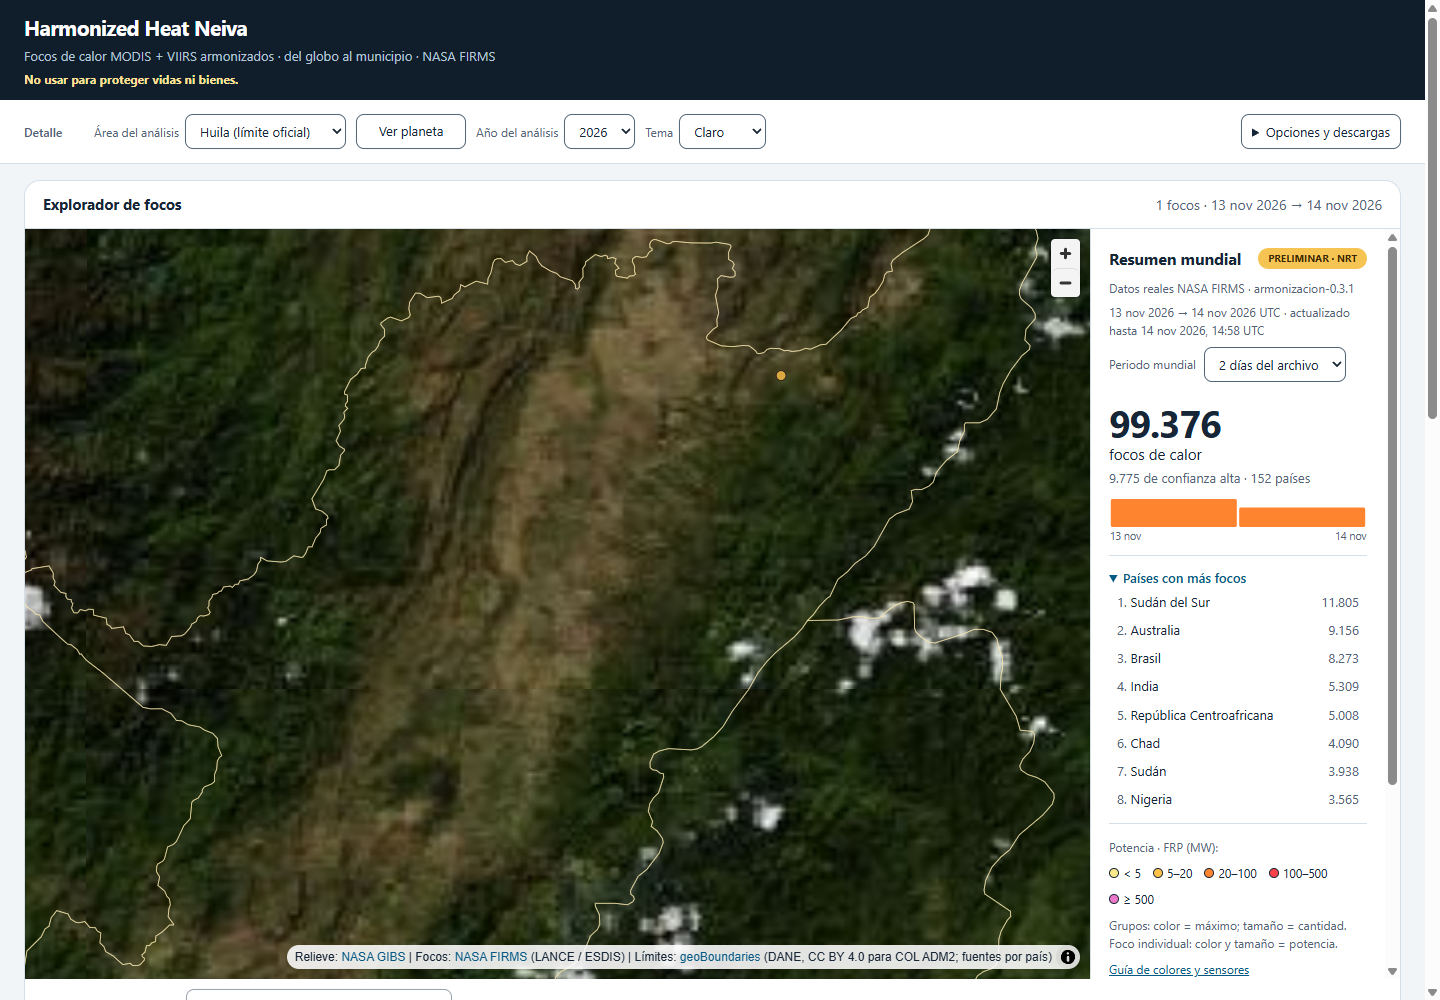 Harmonized Heat Neiva
Focos de calor MODIS + VIIRS armonizados · del globo al municipio · NASA FIRMS
No usar para proteger vidas ni bienes.
Detalle
Área del análisis
Huila (límite oficial)
Ver planeta
Año del análisis
2026
Tema
Claro
▶ Opciones y descargas
Explorador de focos
1 focos · 13 nov 2026 → 14 nov 2026
Relieve: NASA GIBS | Focos: NASA FIRMS (LANCE / ESDIS) | Límites: geoBoundaries (DANE, CC BY 4.0 para COL ADM2; fuentes por país)
Resumen mundial
PRELIMINAR · NRT
Datos reales NASA FIRMS · armonizacion-0.3.1
13 nov 2026 → 14 nov 2026 UTC · actualizado
hasta 14 nov 2026, 14:58 UTC
Periodo mundial
2 días del archivo
99.376
focos de calor
9.775 de confianza alta · 152 países
13 nov
14 nov
▼ Países con más focos
1. Sudán del Sur 11.805
2. Australia 9.156
3. Brasil 8.273
4. India 5.309
5. República Centroafricana 5.008
6. Chad 4.090
7. Sudán 3.938
8. Nigeria 3.565
Potencia · FRP (MW):
< 5
5–20
20–100
100–500
≥ 500
Grupos: color = máximo; tamaño = cantidad.
Foco individual: color y tamaño = potencia.
Guía de colores y sensores